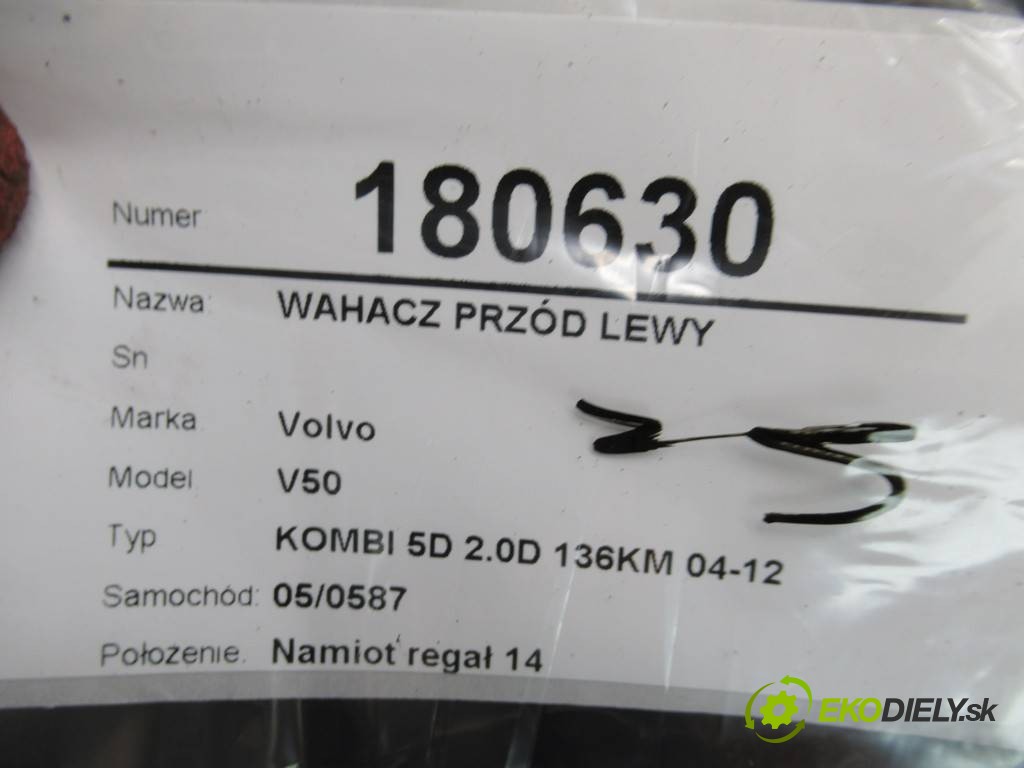 Numer 180630
Nazwa: WAHACZ PRZÓD LEWY
Sn
Marka Volvo
Model V50
Typ KOMBI 5D 2.0D 136KM 04-12
Samochód: 05/0587
Położenie. Namiot regał 14
EKODIELY.sk